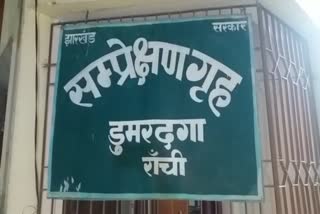 झारखंड सरकार
सम्प्रेक्षण गृह
डुमरदगा
राँची